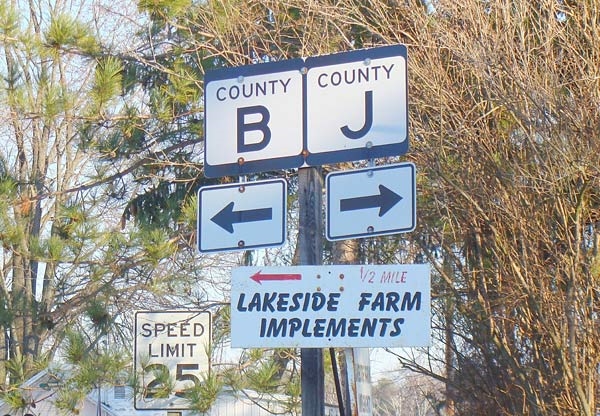 COUNTY
B
COUNTY
J
1/2 MILE
LAKESIDE FARM
IMPLEMENTS
SPEED
LIMIT
25